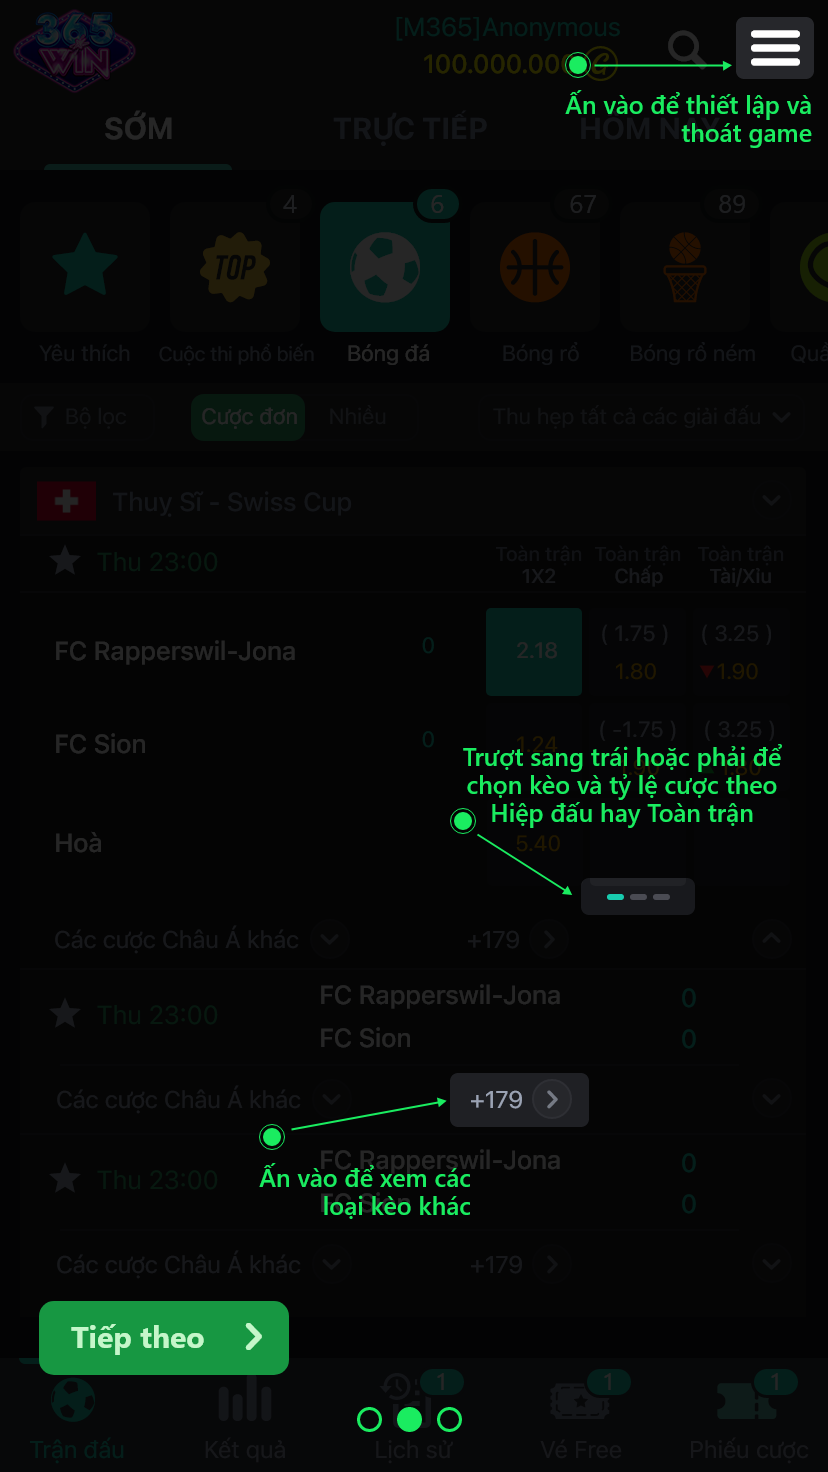 365
WIN
[M365]Anonymous
100.000.00
Ấn vào để thiết lập và
thoát game
SỚM
TRỰC TIẾP
HÔM NAY
4
6
67
89
TOP
Yêu thích
Cuộc thi phổ biến
Bóng đá
Bóng rổ
Bóng rổ ném
Quầ
Bộ lọc
Cược đơn
Nhiều
Thu hẹp tất cả các giải đấu
Thuỵ Sĩ - Swiss Cup
Thu 23:00
Toàn trận
1X2
Toàn trận
Chấp
Toàn trận
Tài/Xỉu
FC Rapperswil-Jona
0
2.18
( 1.75 )
1.80
( 3.25 )
1.90
FC Sion
0
1.24
( -1.75 )
( 3.25 )
Trượt sang trái hoặc phải để
chọn kèo và tỷ lệ cược theo
Hiệp đấu hay Toàn trận
Hoà
5.40
Các cược Châu Á khác
+179
Thu 23:00
FC Rapperswil-Jona
0
FC Sion
0
Các cược Châu Á khác
+179
Ấn vào để xem các
loại kèo khác
Thu 23:00
FC Rapperswil-Jona
0
FC Sion
0
Các cược Châu Á khác
+179
Tiếp theo
1
1
1
Trận đấu
Kết quả
Lịch sử
Vé Free
Phiếu cược